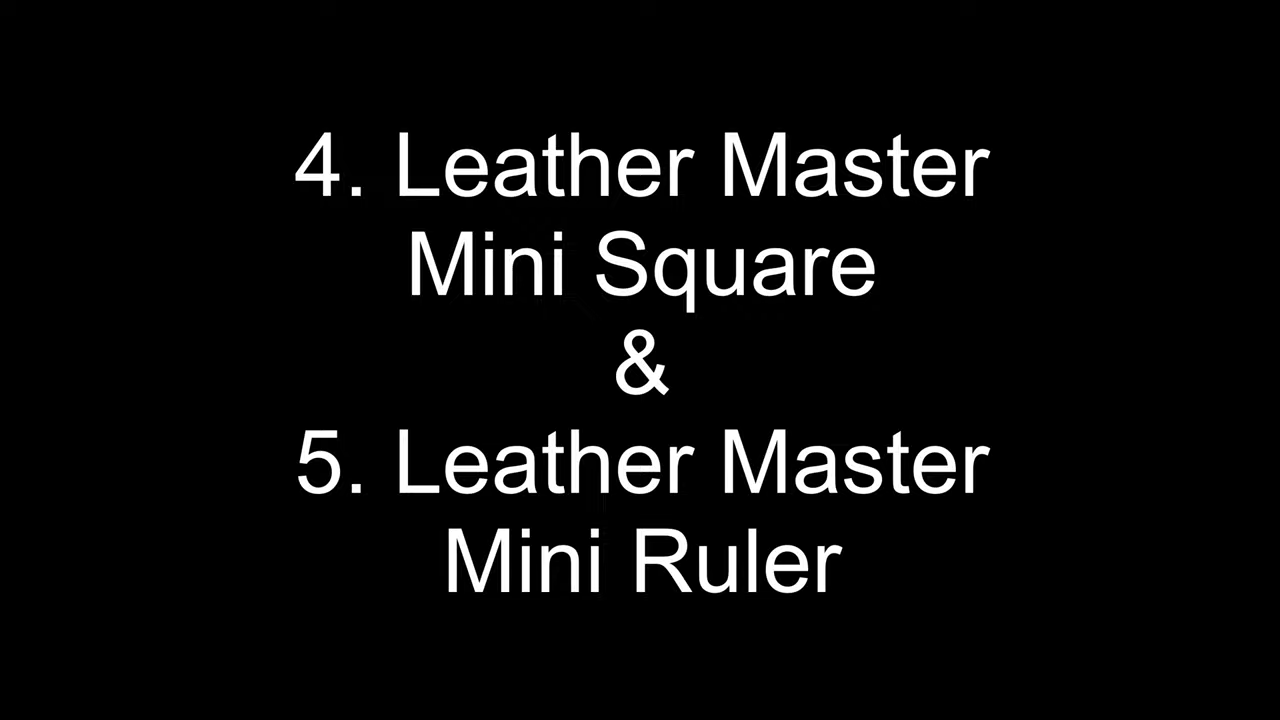 4. Leather Master
Mini Square
&
5. Leather Master
Mini Ruler